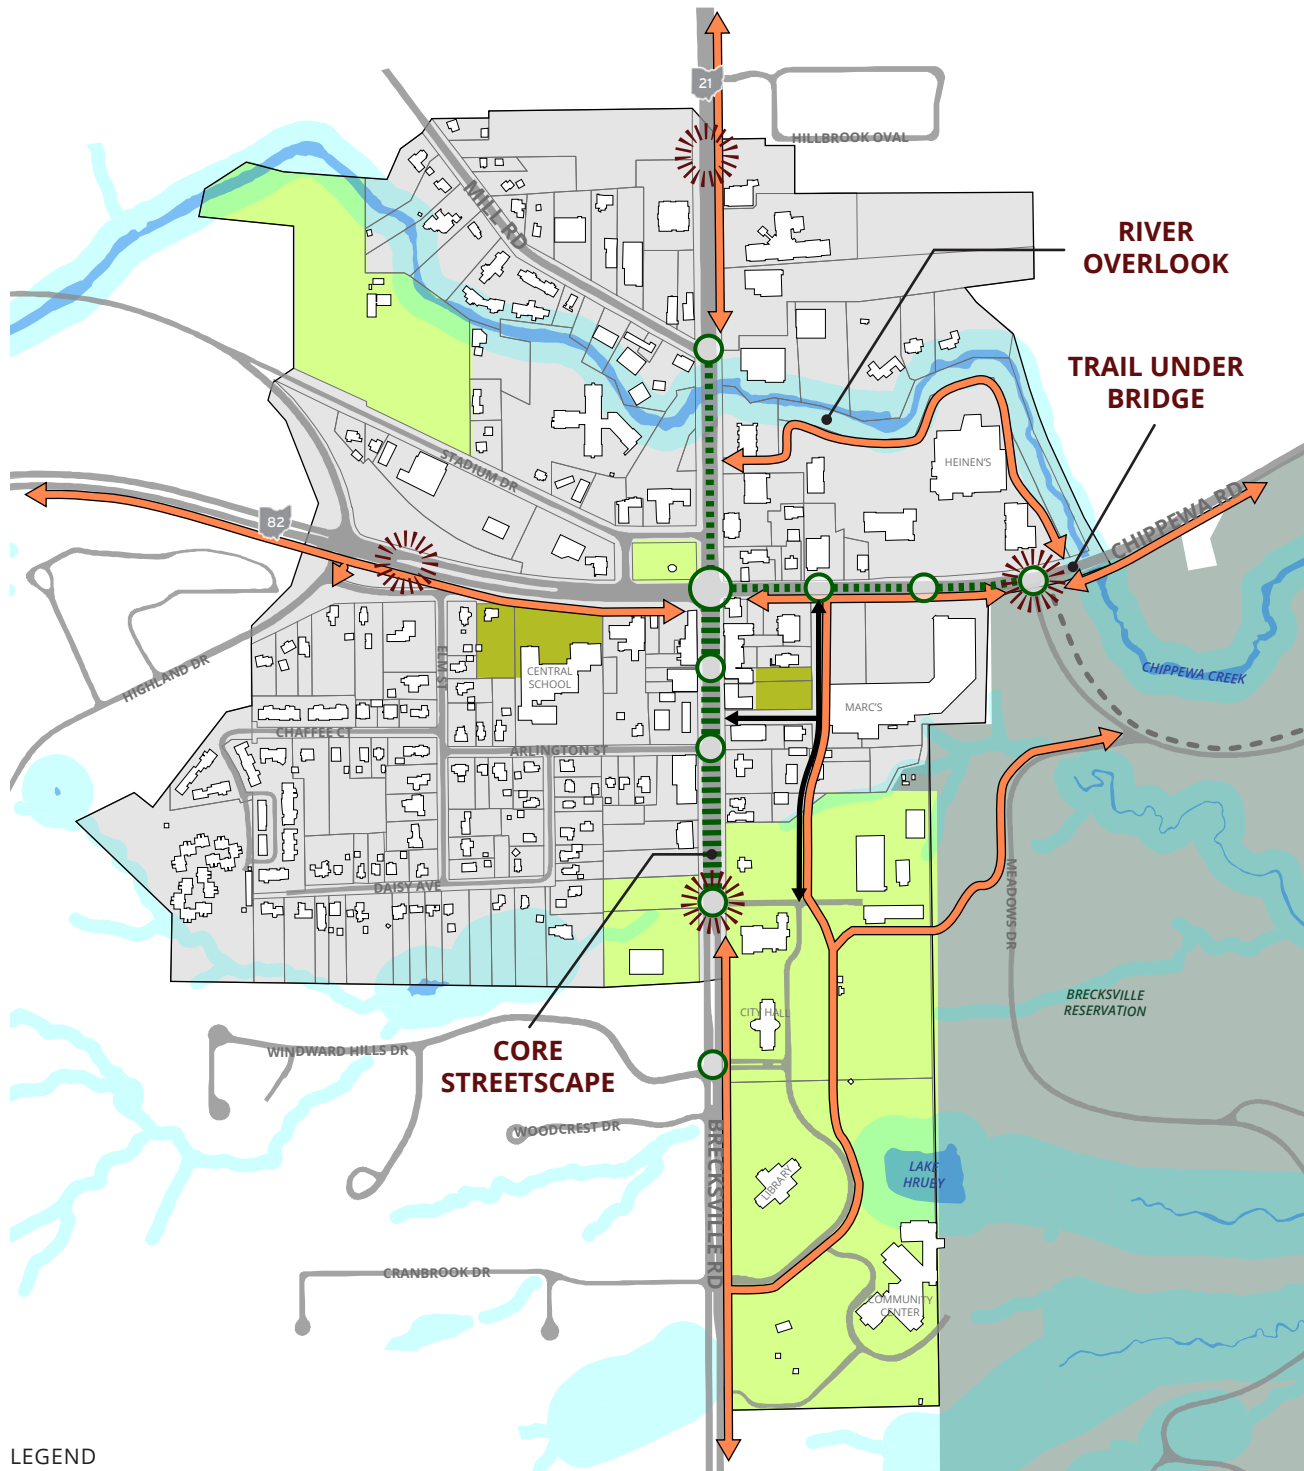 21
HILLBROOK OVAL
MILL RD
RIVER
OVERLOOK
TRAIL UNDER
BRIDGE
STADIUM DR
HEINEN'S
82
CHIPPEWA RD
HIGHLAND DR
ELM ST
CENTRAL
SCHOOL
CHIPPEWA CREEK
MARC'S
CHAFFEE CT
ARLINGTON ST
DAISY AVE
MEADOWS DR
BRECKSVILLE
RESERVATION
CITY HALL
WINDWARD HILLS DR
CORE
STREETSCAPE
WOODCREST DR
BRECKSVILLE RD
LIBRARY
LAKE
HRUBY
CRANBROOK DR
COMMUNITY
CENTER
LEGEND